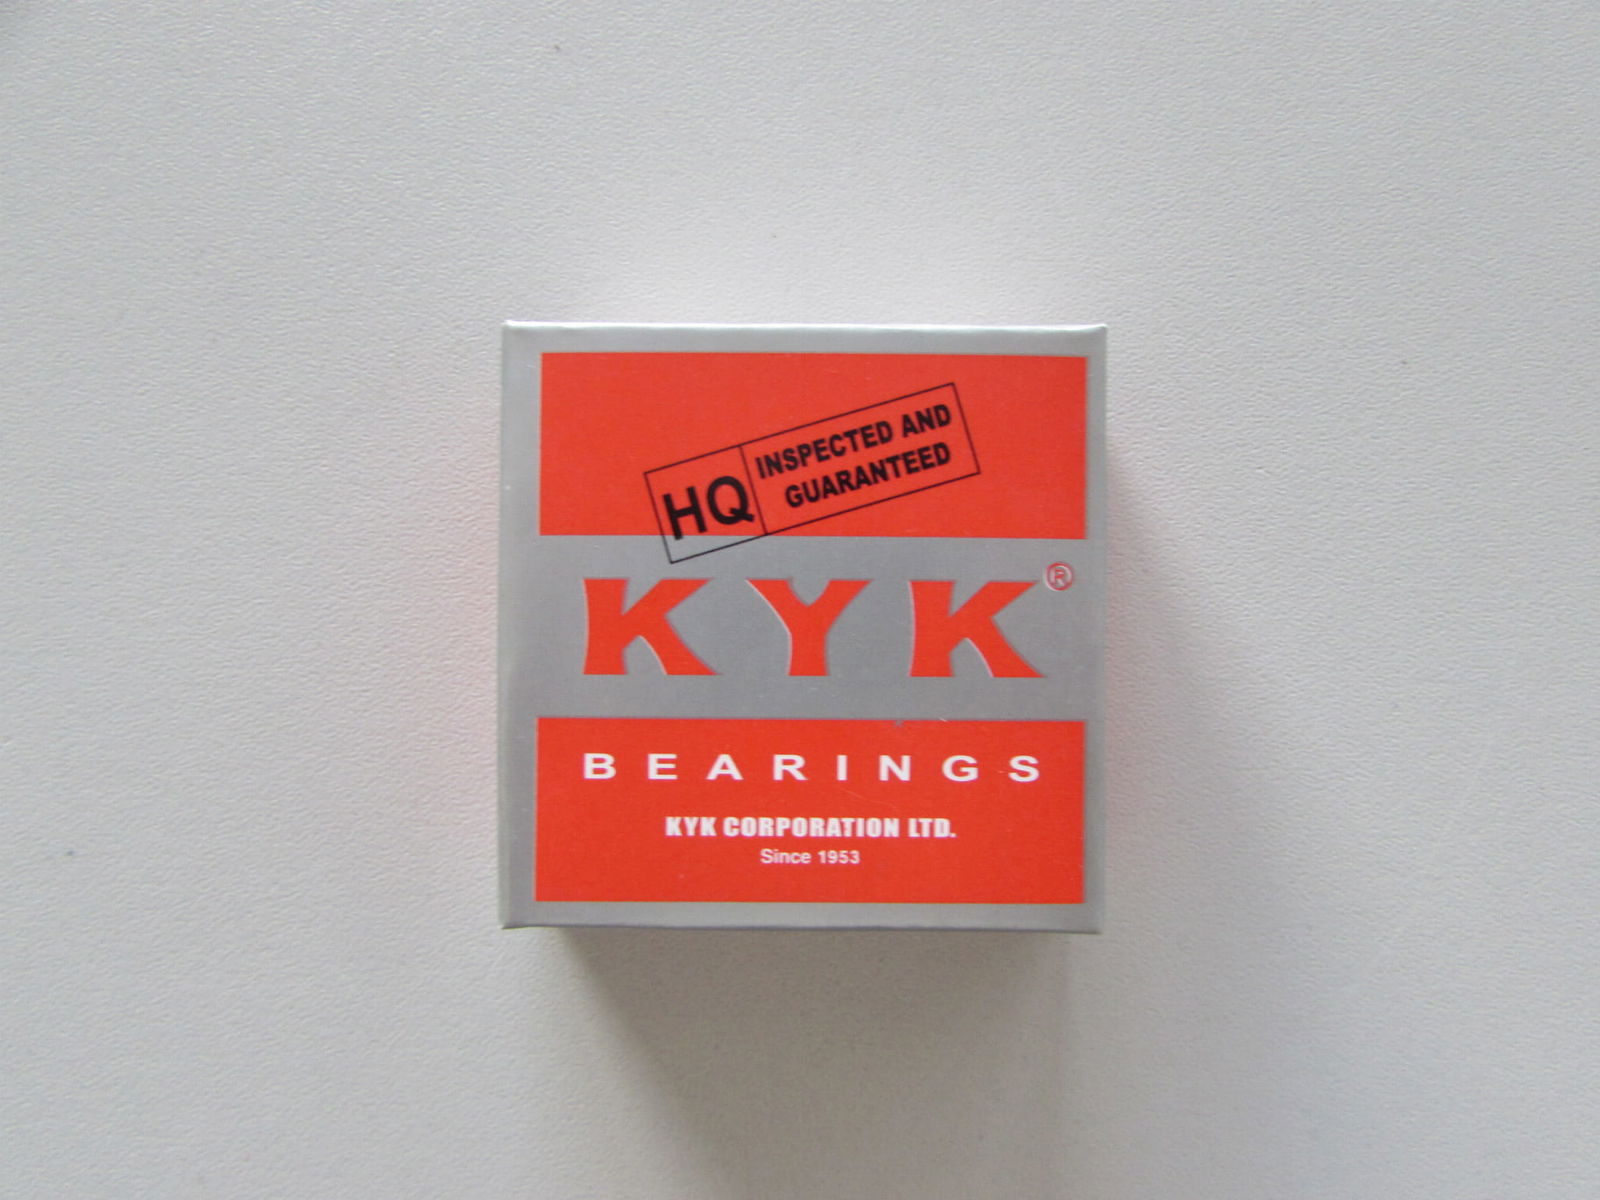 HQ INSPECTED AND
GUARANTEED
KYK®
BEARINGS
KYK CORPORATION LTD.
Since 1953